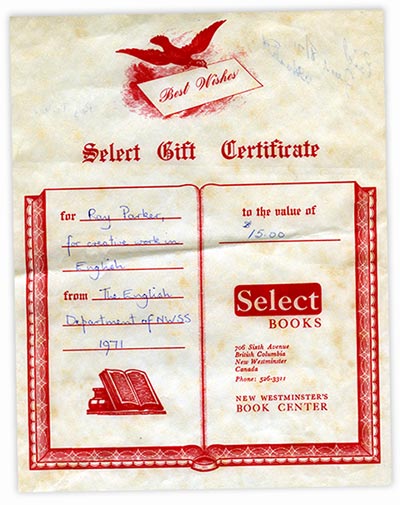 Best Wishes
Select Gift Certificate
for Ray Parker,
for creative work in
English
from The English
Department of NWSS
1971
to the value of
$15.00
Select
BOOKS
706 Sixth Avenue
British Columbia
New Westminster
Canada
Phone: 526-3311
NEW WESTMINSTER'S
BOOK CENTER